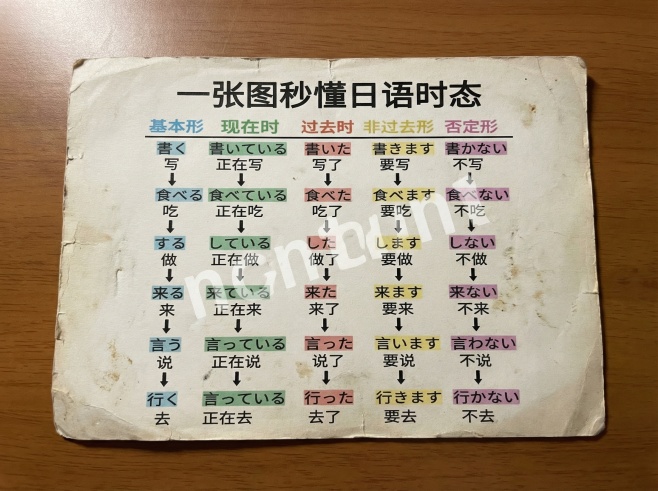 一张图秒懂日语时态
基本形 现在时 过去时 非过去形 否定形
書く 書いている 書いた 書きます 書かない
写 正在写 写了 要写 不写
食べる 食べている 食べた 食べます 食べない
吃 正在吃 吃了 要吃 不吃
する している した します しない
做 正在做 做了 要做 不做
来る 来ている 来た 来ます 来ない
来 正在来 来了 要来 不来
言う 言っている 言った 言います 言わない
说 正在说 说了 要说 不说
行く 言っている 行った 行きます 行かない
去 正在去 去了 要去 不去